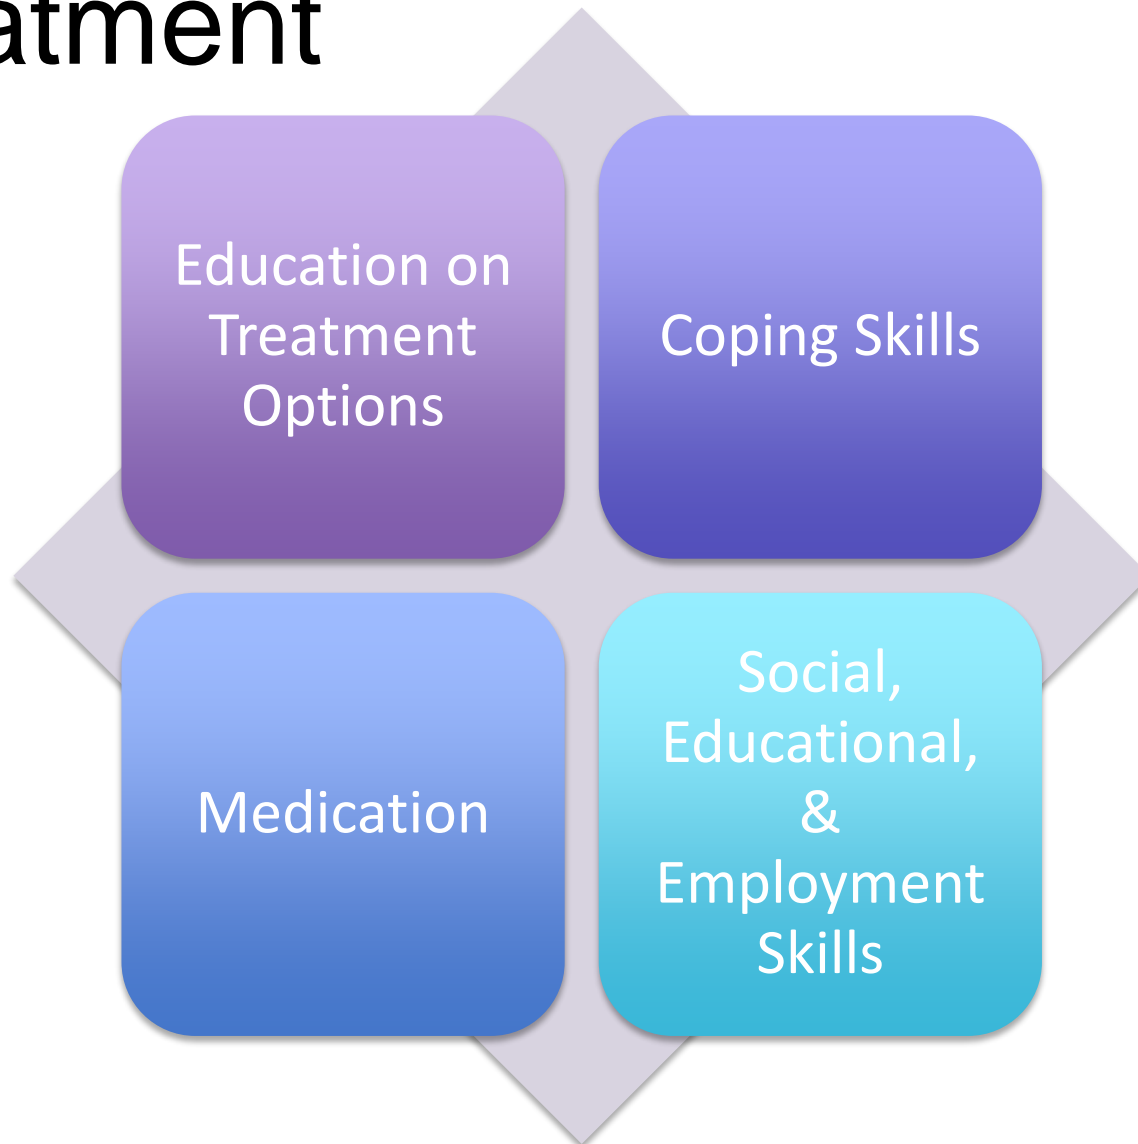 atment
Education on
Treatment
Options
Coping Skills
Medication
Social,
Educational,
&
Employment
Skills